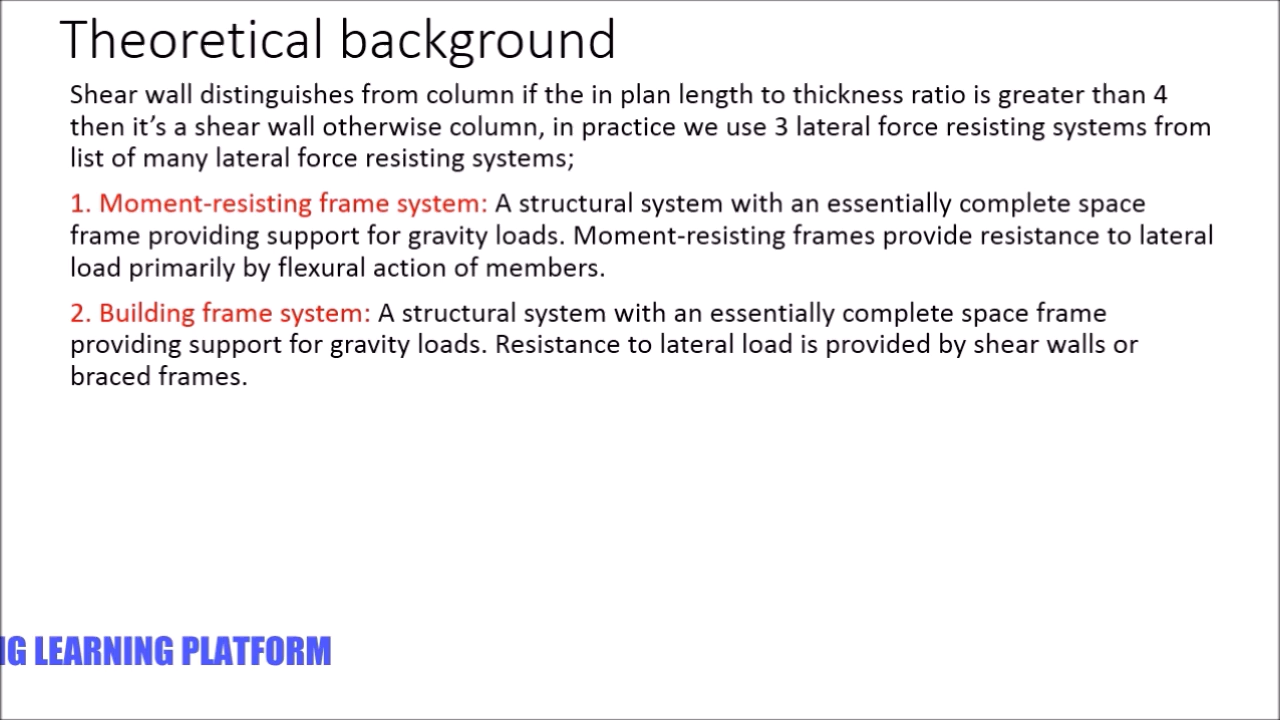 Theoretical background
Shear wall distinguishes from column if the in plan length to thickness ratio is greater than 4
then it’s a shear wall otherwise column, in practice we use 3 lateral force resisting systems from
list of many lateral force resisting systems;
1. Moment-resisting frame system: A structural system with an essentially complete space
frame providing support for gravity loads. Moment-resisting frames provide resistance to lateral
load primarily by flexural action of members.
2. Building frame system: A structural system with an essentially complete space frame
providing support for gravity loads. Resistance to lateral load is provided by shear walls or
braced frames.
LEARNING PLATFORM